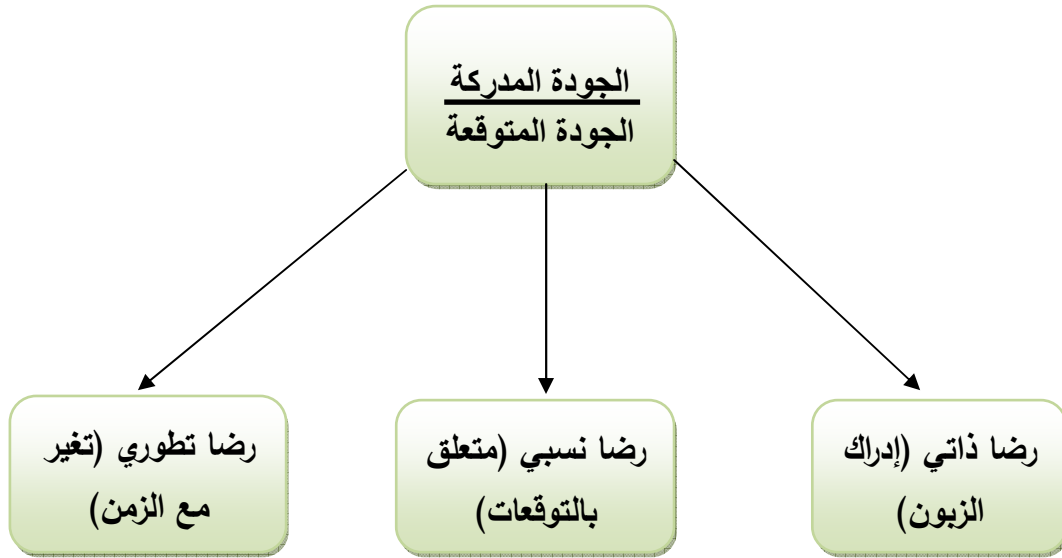 الجودة المدركة
الجودة المتوقعة
رضا ذاتي (إدراك
الزبون)
رضا نسبي (متعلق
بالتوقعات)
رضا تطوري (تغير
مع الزمن)